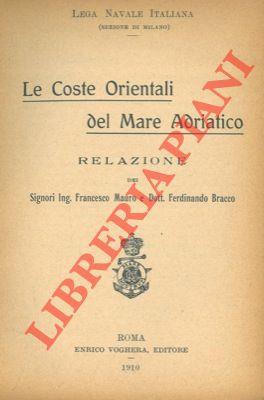 LEGA NAVALE ITALIANA
(SEZIONE DI MILANO)
Le Coste Orientali
del Mare Adriatico
RELAZIONE
DEI
Signori Ing. Francesco Mauro e Dott. Ferdinando Bracco
LIBRERIA PIANI
ROMA
ENRICO VOGHERA, EDITORE
1910